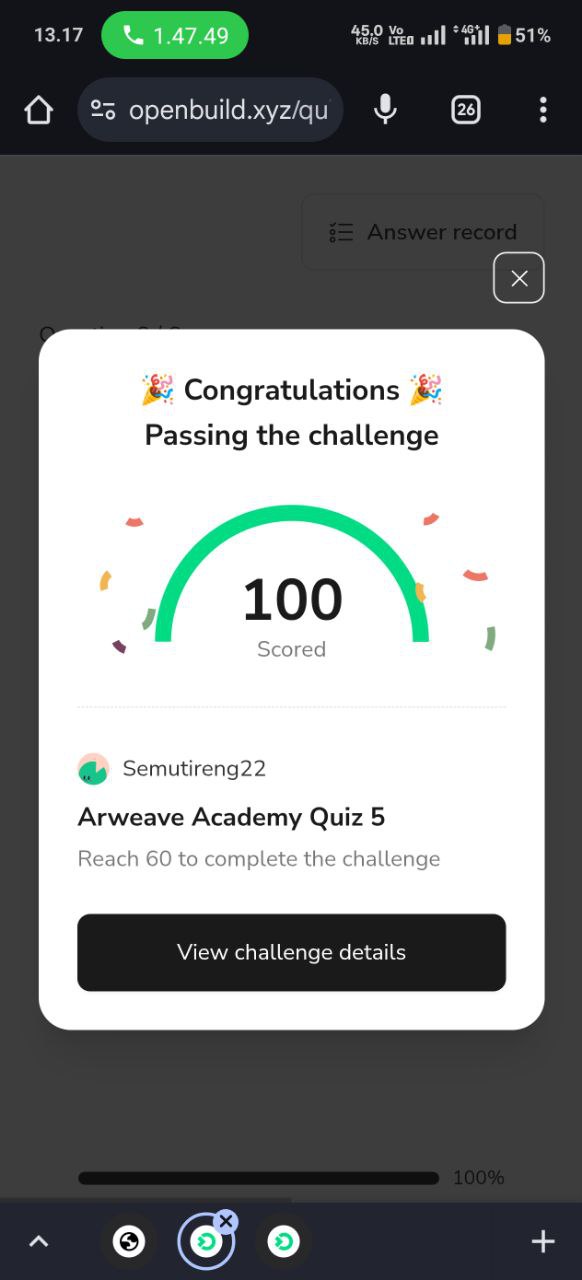 13.17
1.47.49
45.0 KB/S
Vo LTE
4G+
51%
openbuild.xyz/qu
26
Answer record
🎉 Congratulations 🎉
Passing the challenge
100
Scored
Semutireng22
Arweave Academy Quiz 5
Reach 60 to complete the challenge
View challenge details
100%